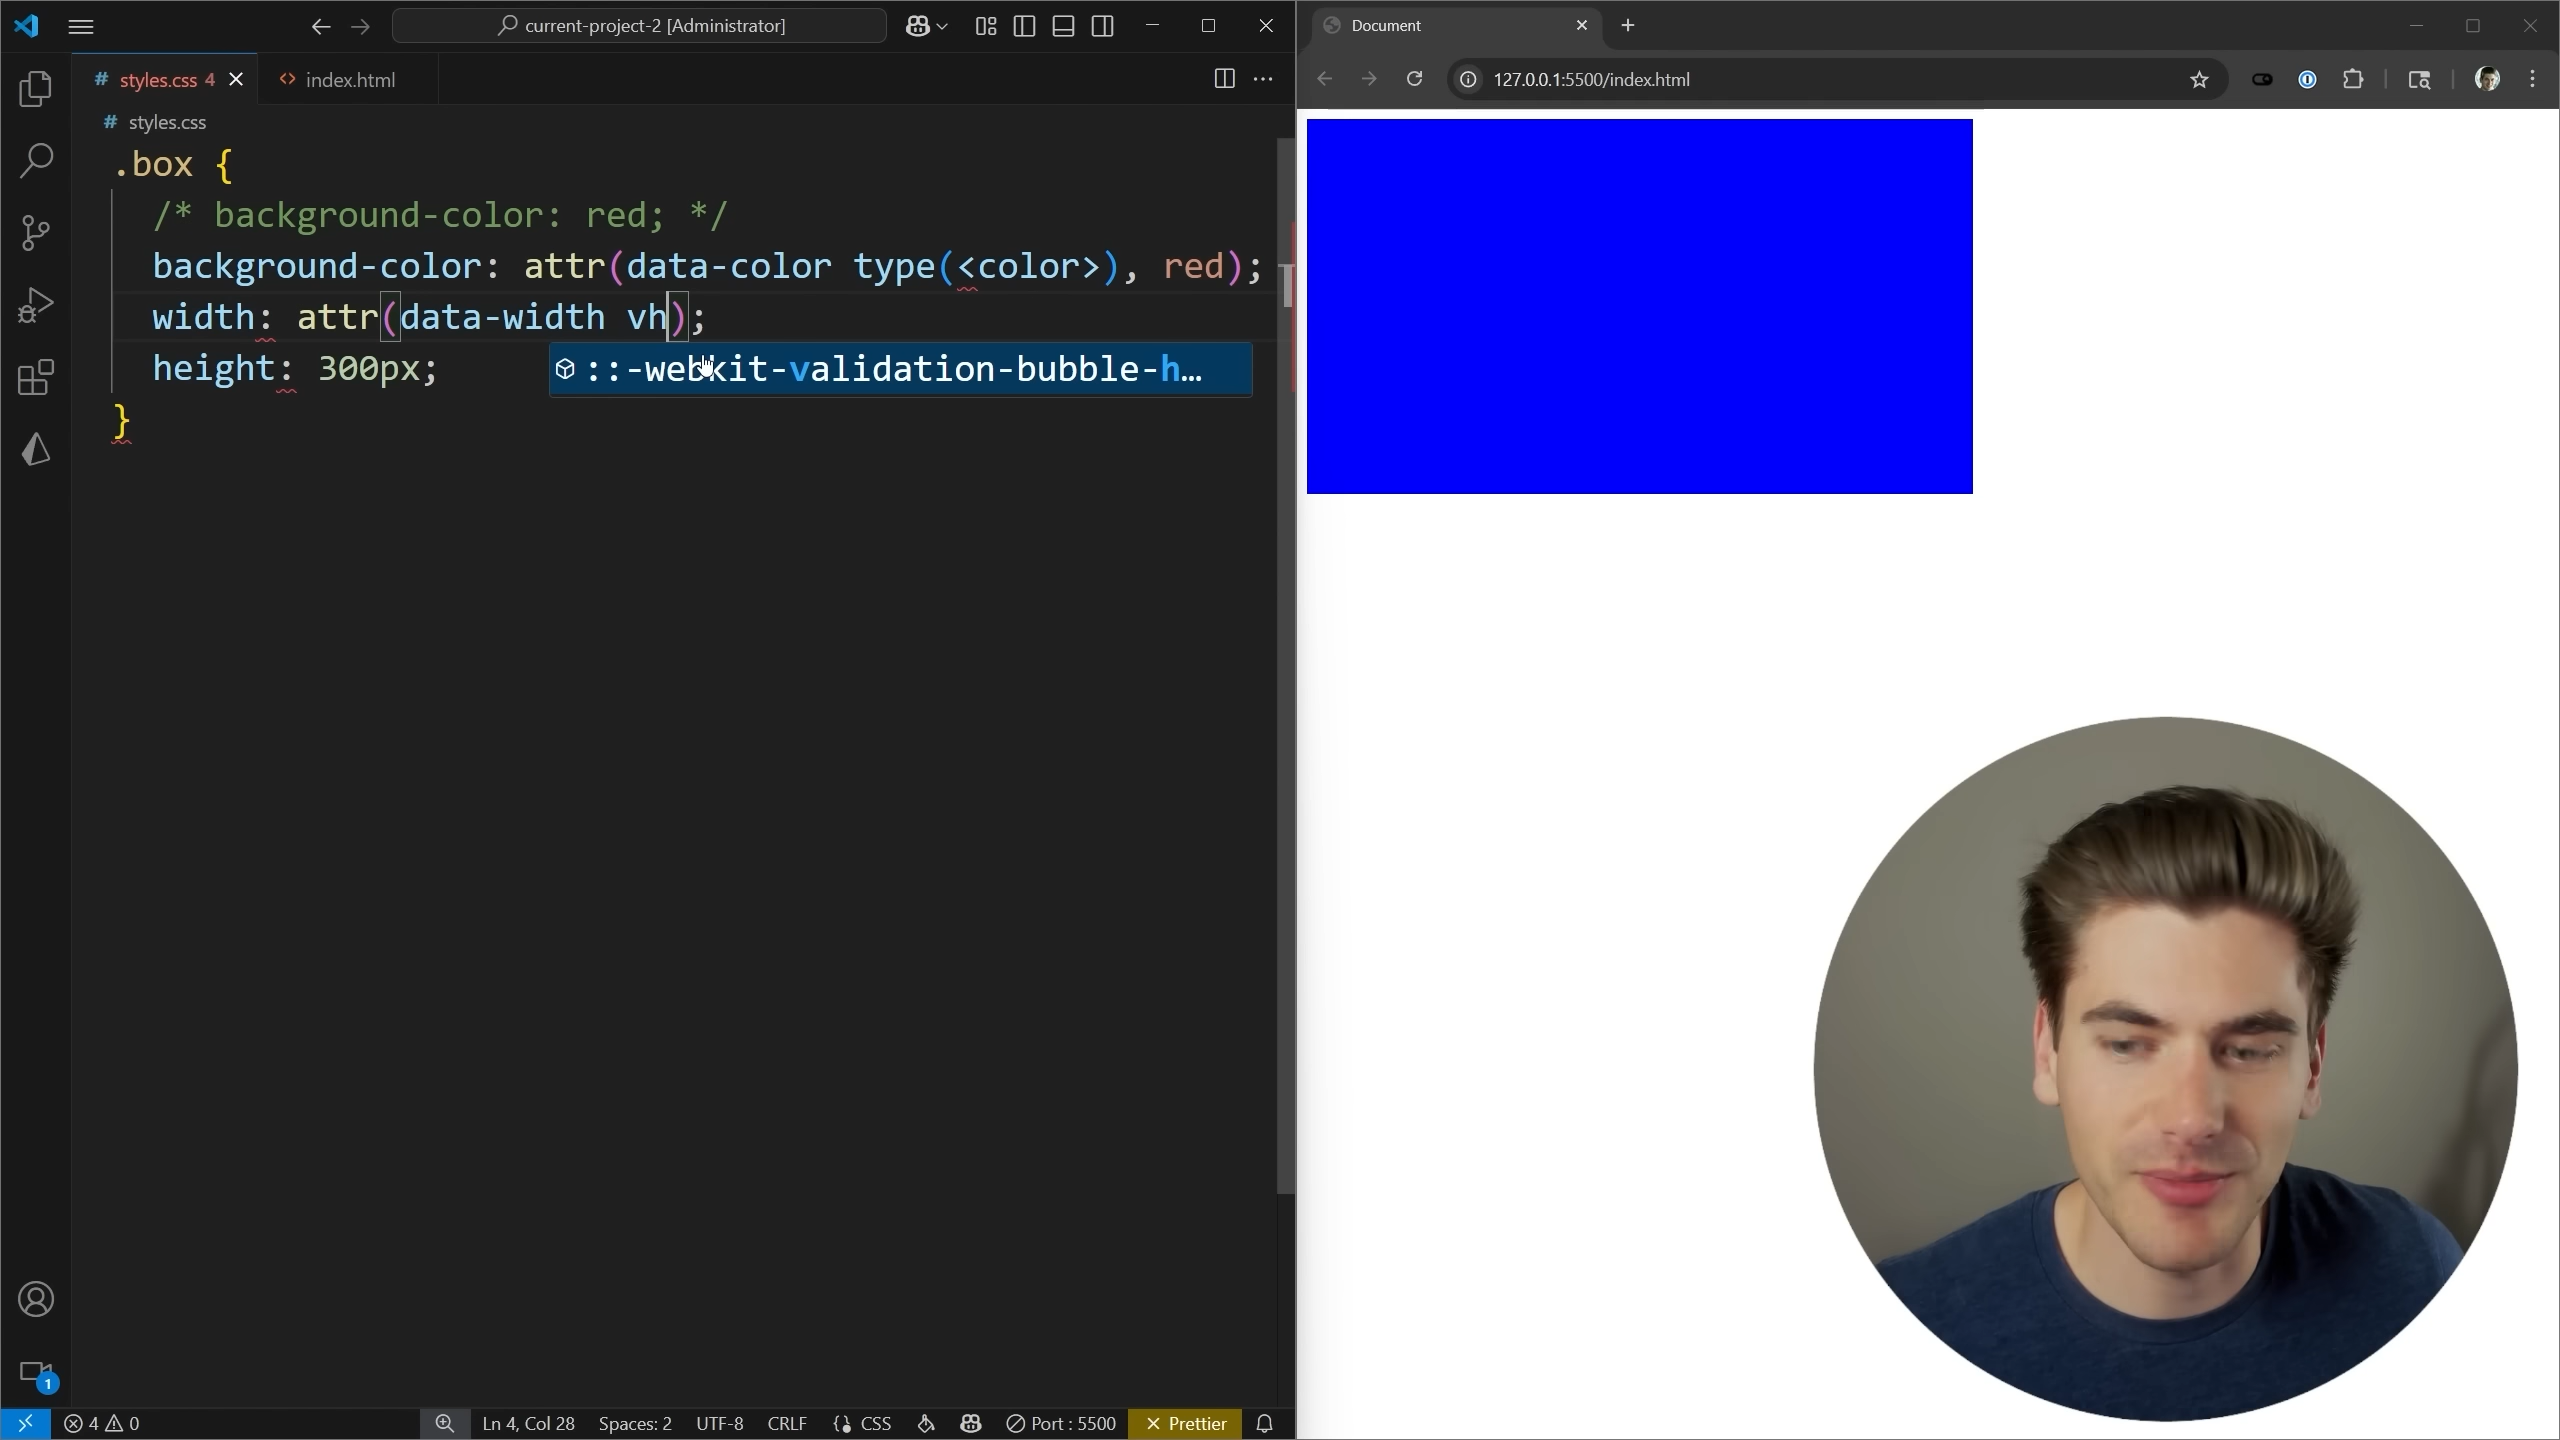 current-project-2 [Administrator]
# styles.css 4
<> index.html
# styles.css
.box {
/* background-color: red; */
background-color: attr(data-color type(<color>), red);
width: attr(data-width vh);
height: 300px;
::-webkit-validation-bubble-h…
}
1
4 0
Ln 4, Col 28
Spaces: 2
UTF-8
CRLF
CSS
Port : 5500
Prettier
Document
127.0.0.1:5500/index.html